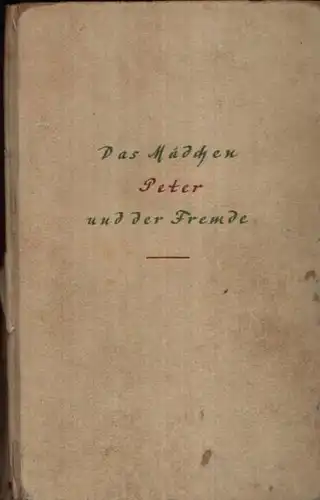 Das Mädchen
Peter
und der Fremde